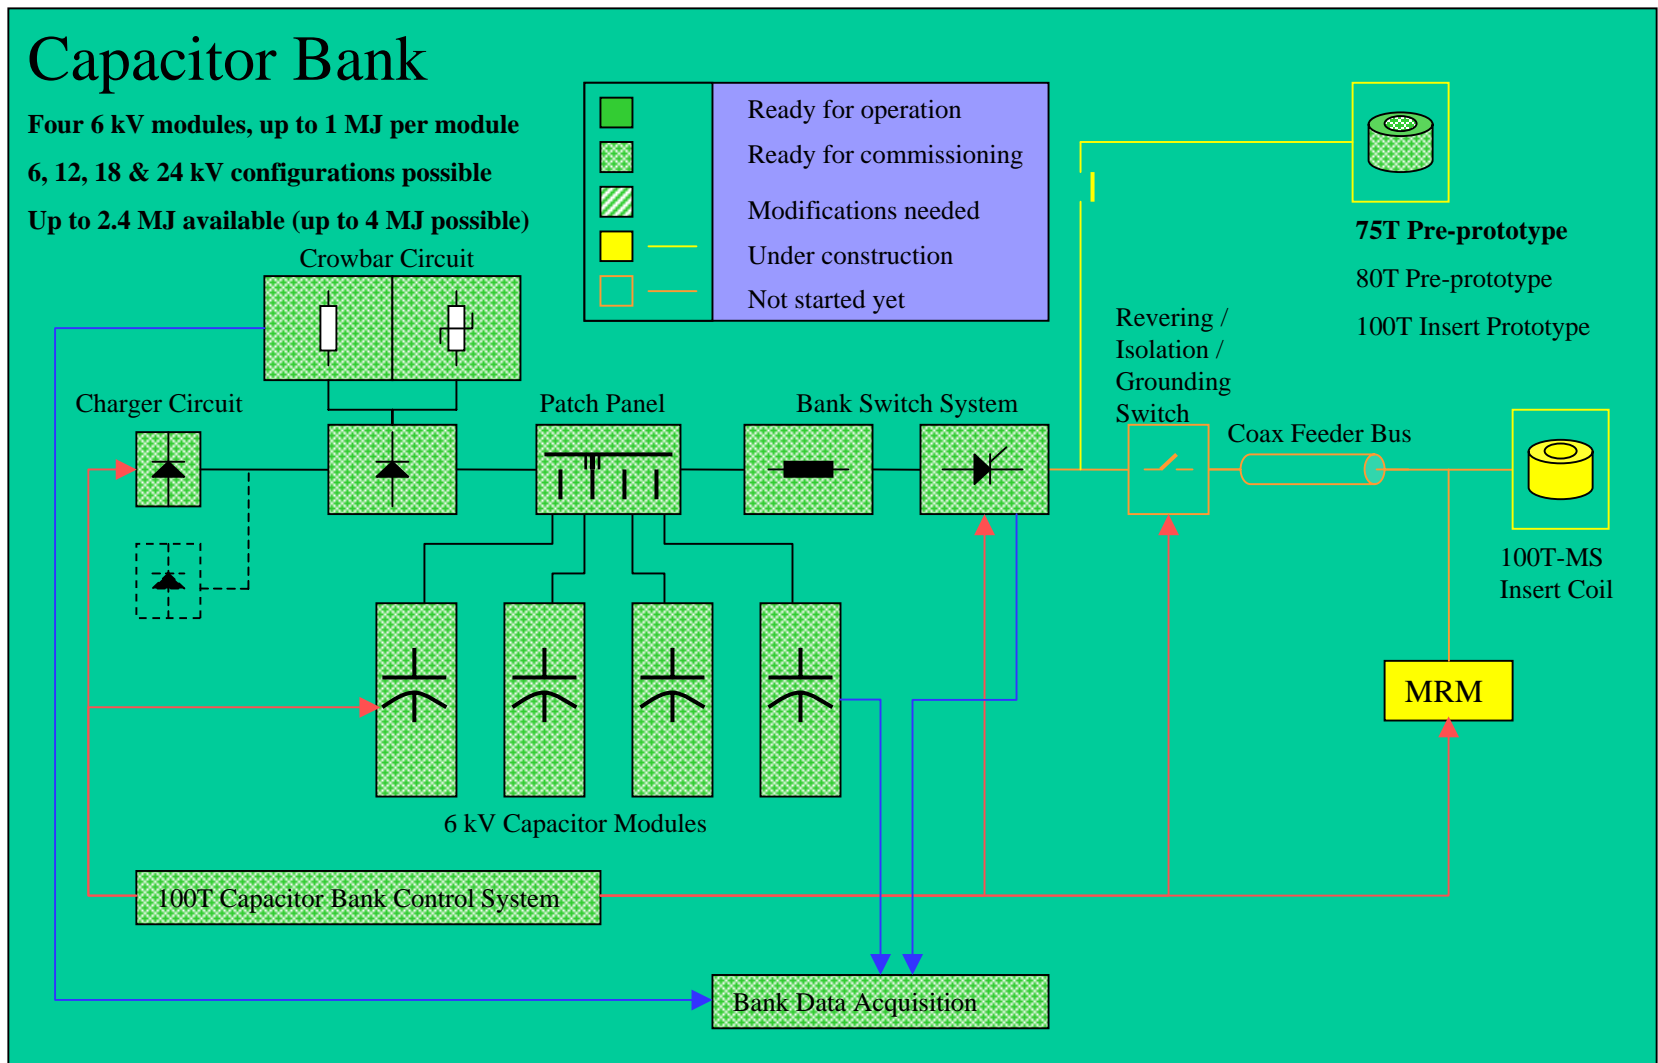 Capacitor Bank
Four 6 kV modules, up to 1 MJ per module
6, 12, 18 & 24 kV configurations possible
Up to 2.4 MJ available (up to 4 MJ possible)
Ready for operation
Ready for commissioning
Modifications needed
Under construction
Not started yet
75T Pre-prototype
80T Pre-prototype
100T Insert Prototype
Crowbar Circuit
Revering /
Isolation /
Grounding
Switch
Charger Circuit
Patch Panel
Bank Switch System
Coax Feeder Bus
100T-MS
Insert Coil
MRM
6 kV Capacitor Modules
100T Capacitor Bank Control System
Bank Data Acquisition